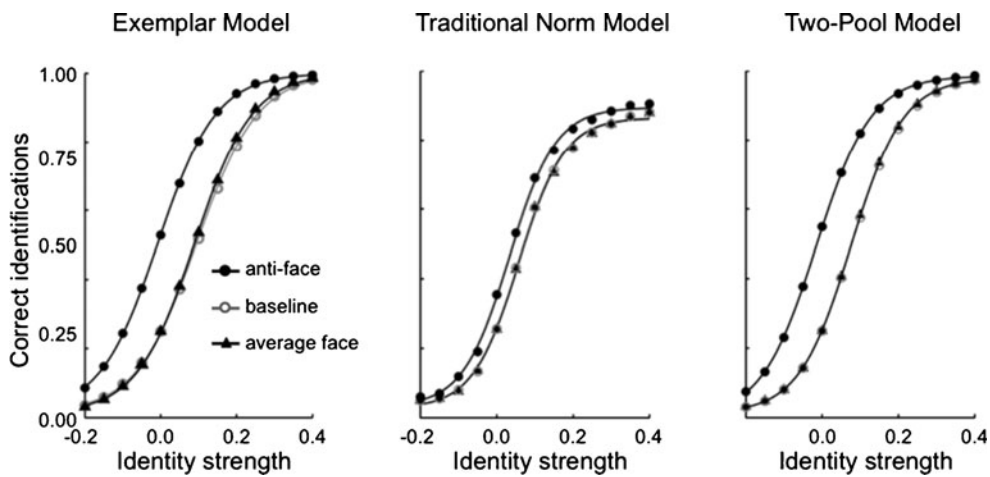 Exemplar Model
Traditional Norm Model
Two-Pool Model
Correct identifications
1.00
0.75
0.50
0.25
0.00
anti-face
baseline
average face
-0.2 0.0 0.2 0.4
Identity strength
-0.2 0.0 0.2 0.4
Identity strength
0.0 0.2 0.4
Identity strength